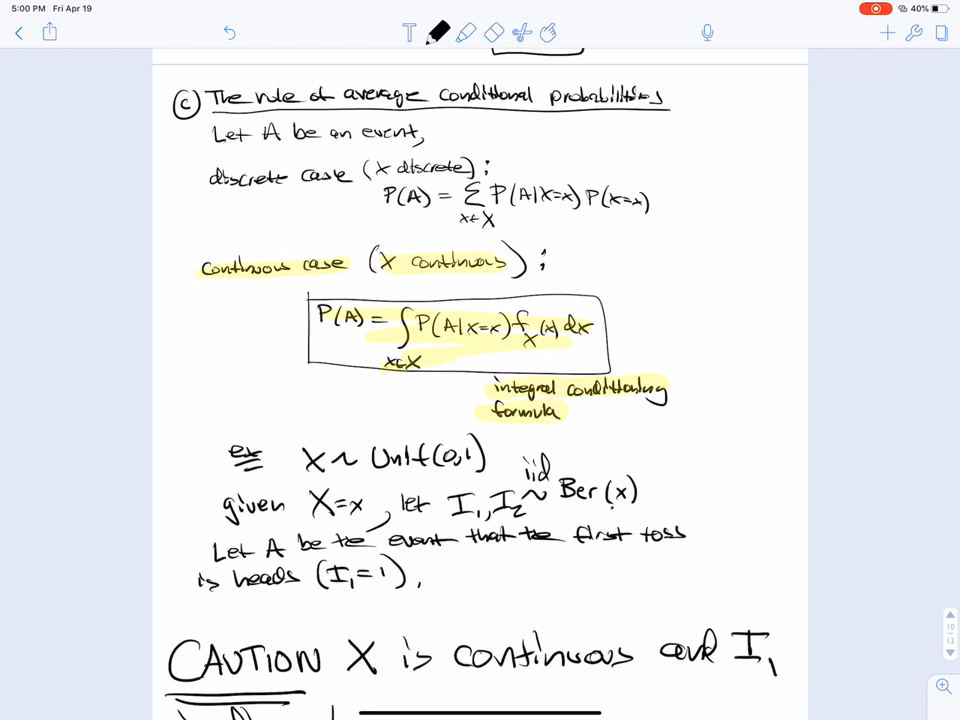 5:00 PM Fri Apr 19
40%
(c) The rule of average conditional probabilities
Let A be an event,
discrete case (X discrete):
P(A) = Σ P(A|X=x) P(X=x)
x∈X
continuous case (X continuous):
P(A) = ∫ P(A|X=x) f_X(x) dx
x∈X
integral conditioning
formula
ex X ~ Unif(0,1)
given X=x, let I₁, I₂ iid ~ Ber(x)
Let A be the event that the first toss
is heads (I₁=1),
CAUTION X is continuous and I₁
10
13